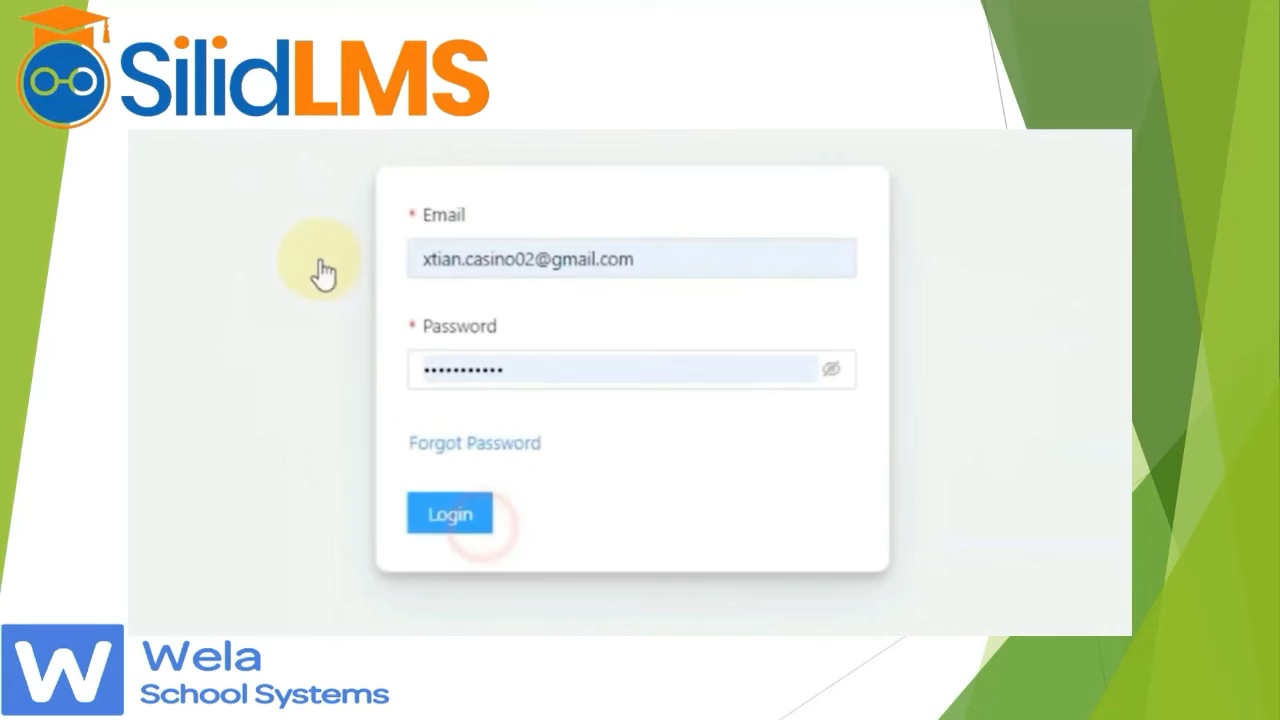 SilidLMS
* Email
xtian.casino02@gmail.com
* Password
•••••••••••
Forgot Password
Login
W Wela
School Systems